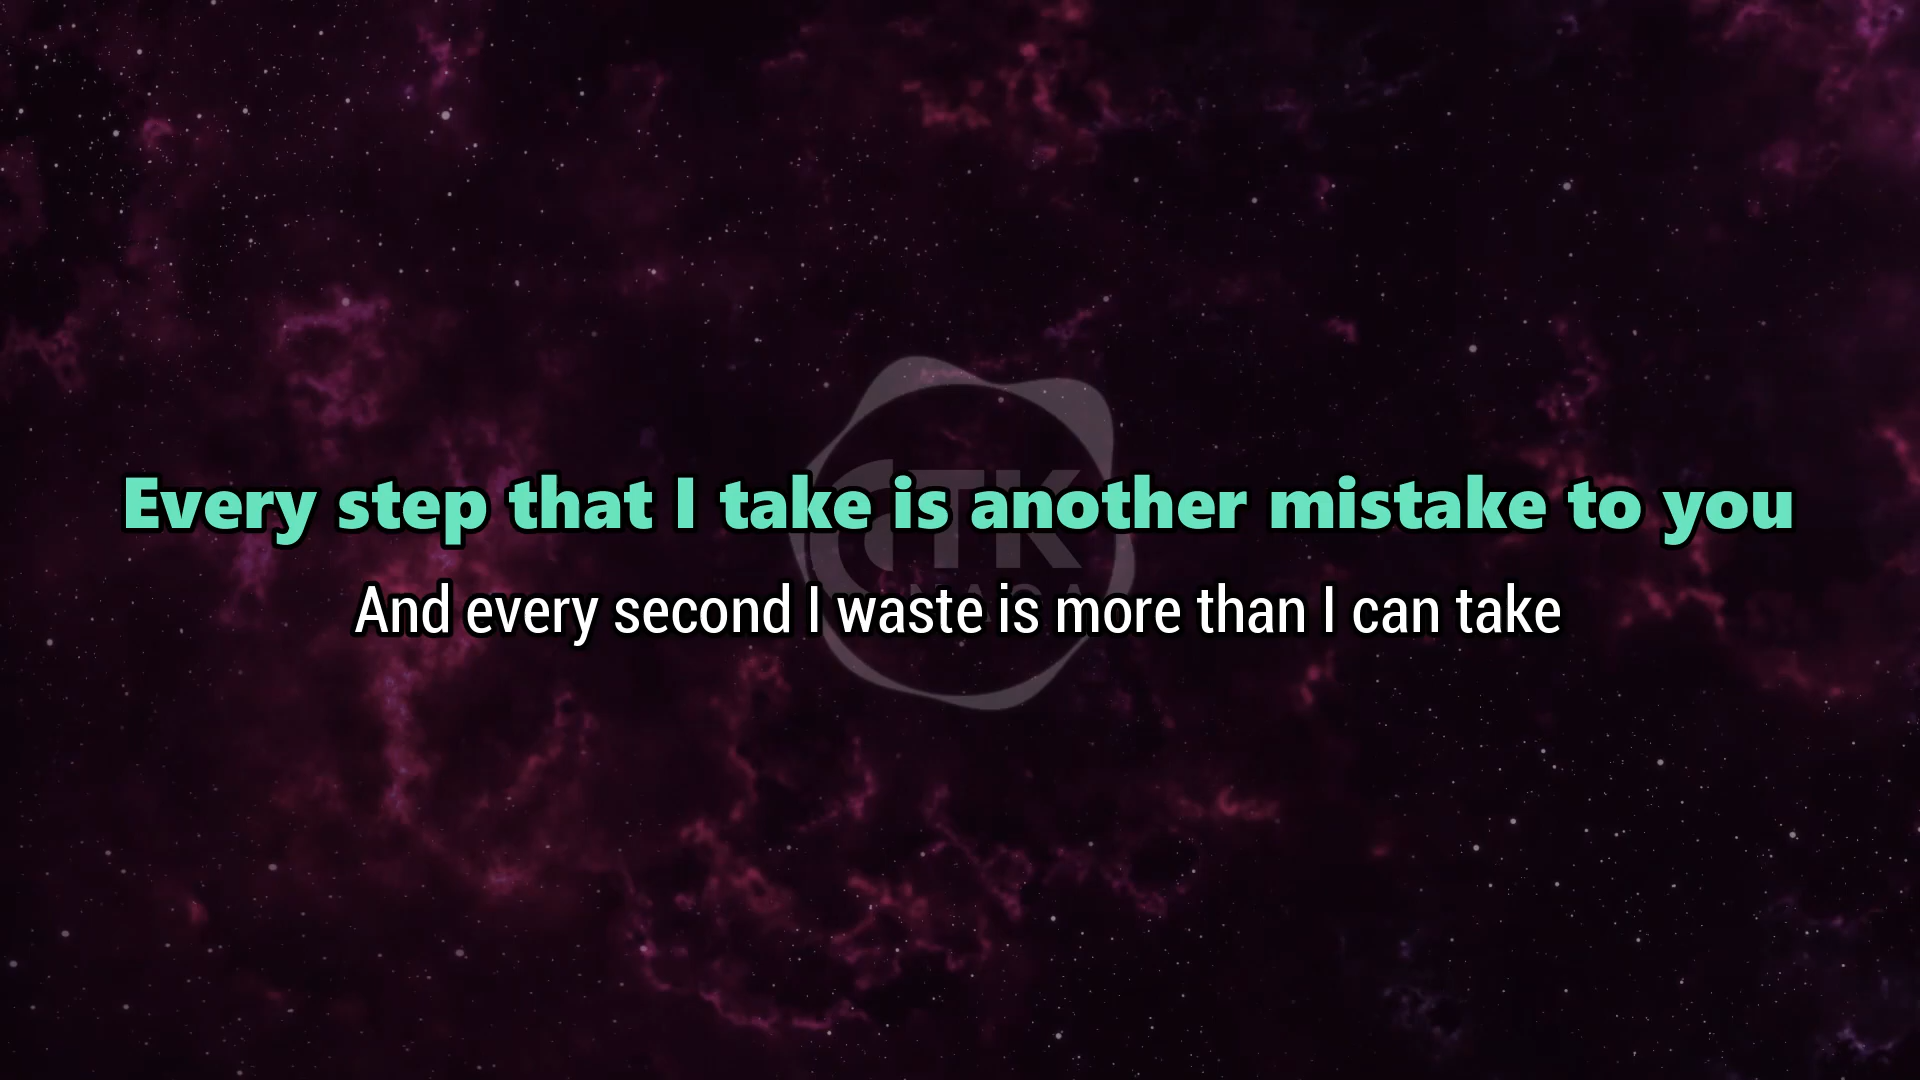 Every step that I take is another mistake to you
And every second I waste is more than I can take